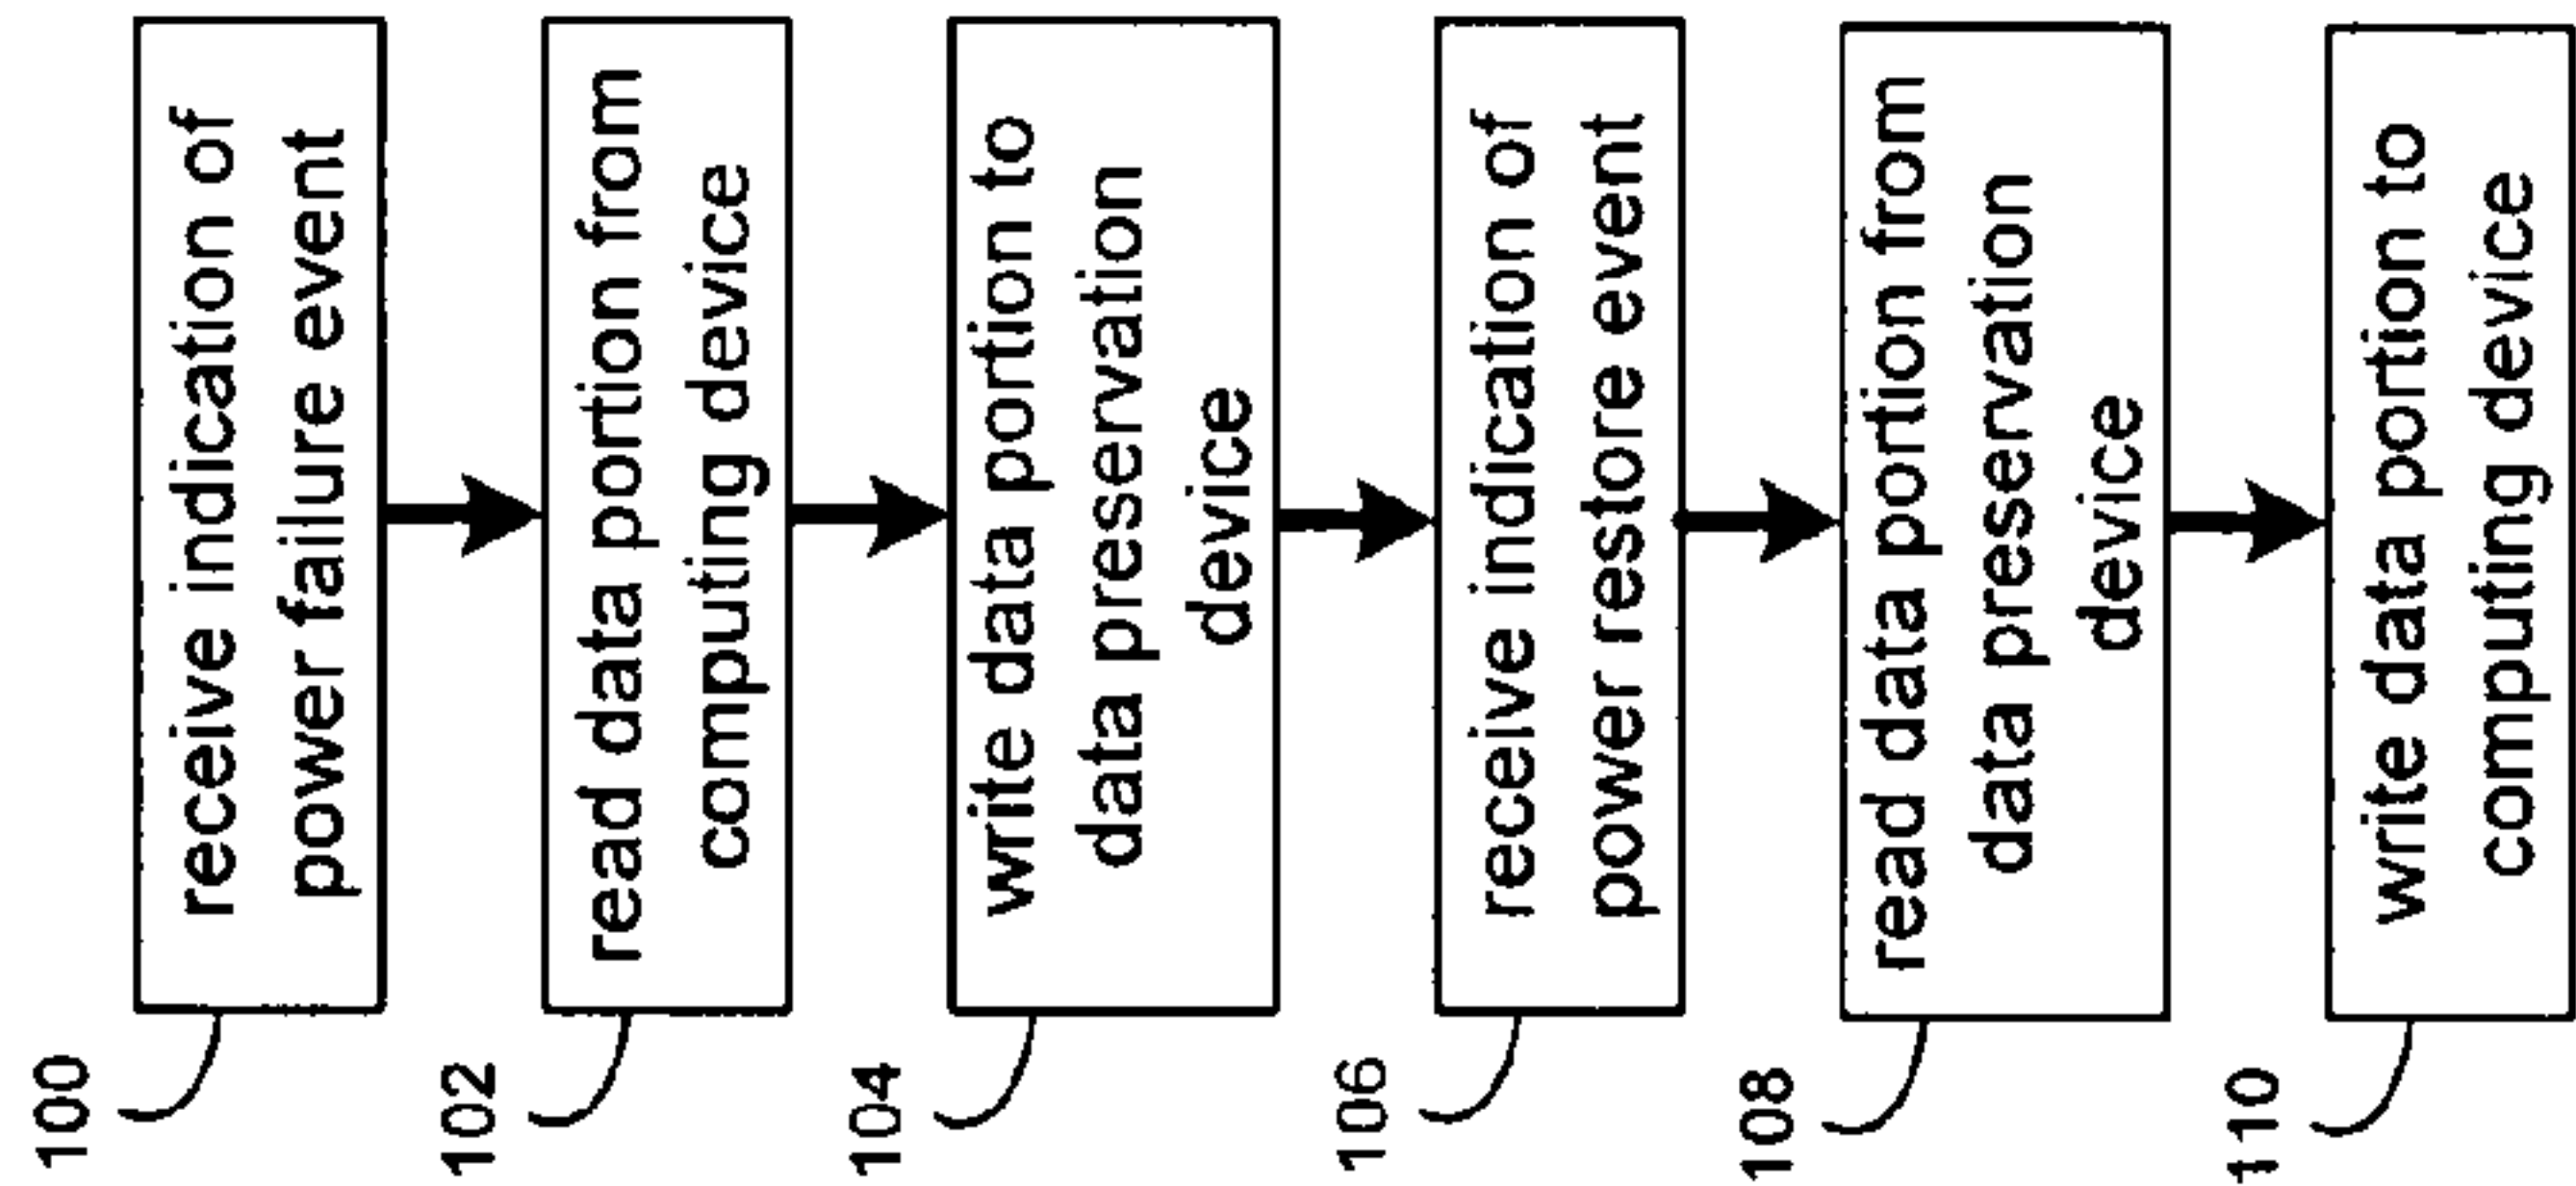 100
receive indication of
power failure event
102
read data portion from
computing device
104
write data portion to
data preservation
device
106
receive indication of
power restore event
108
read data portion from
data preservation
device
110
write data portion to
computing device